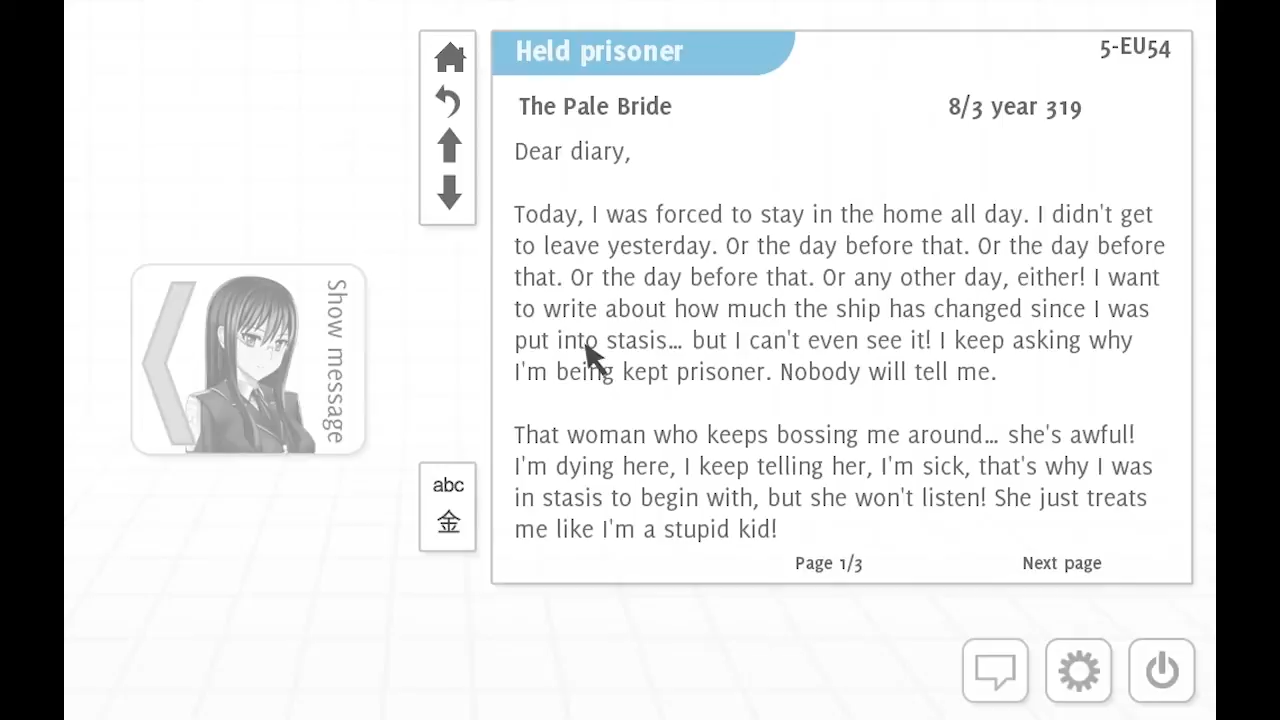 Held prisoner
5-EU54
The Pale Bride
8/3 year 319
Dear diary,
Today, I was forced to stay in the home all day. I didn't get
to leave yesterday. Or the day before that. Or the day before
that. Or the day before that. Or any other day, either! I want
to write about how much the ship has changed since I was
put into stasis… but I can't even see it! I keep asking why
I'm being kept prisoner. Nobody will tell me.
That woman who keeps bossing me around… she's awful!
I'm dying here, I keep telling her, I'm sick, that's why I was
in stasis to begin with, but she won't listen! She just treats
me like I'm a stupid kid!
Page 1/3
Next page
Show message
abc
金